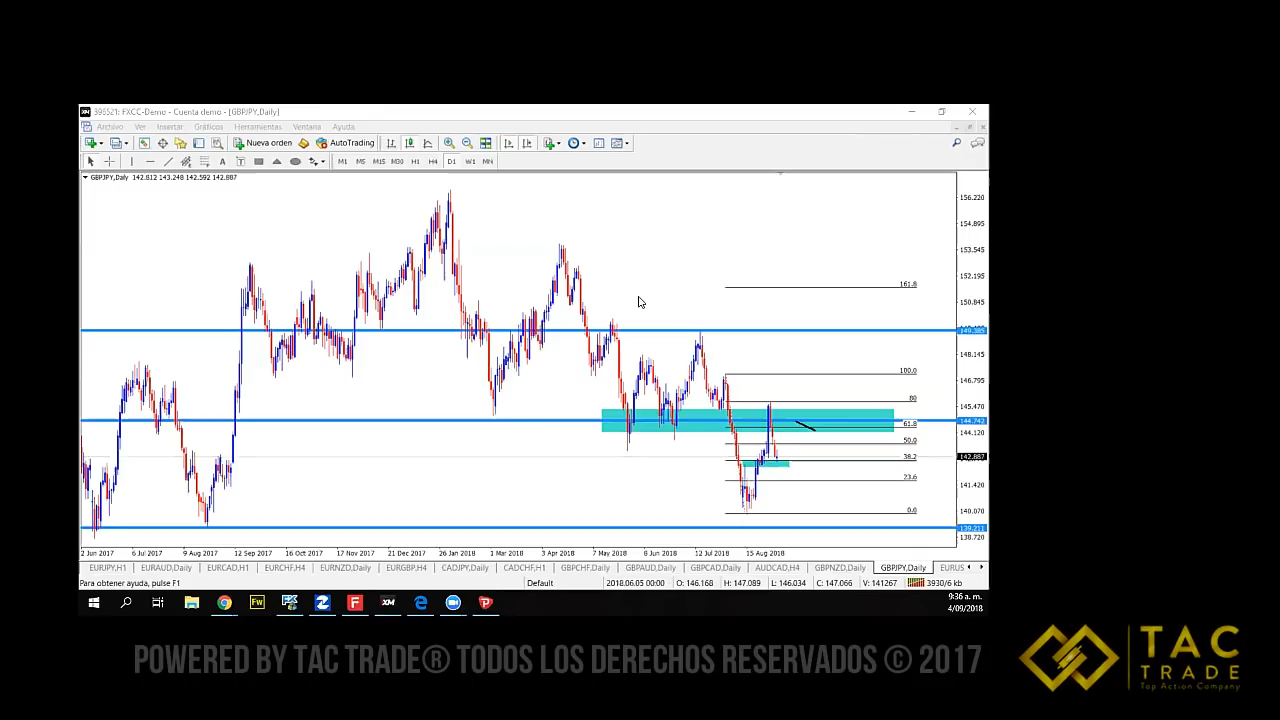 398521: FXCC-Demo - Cuenta demo - [GBPJPY,Daily]
Archivo Ver Insertar Gráficos Herramientas Ventana Ayuda
Nueva orden AutoTrading
A T
M1 M5 M15 M30 H1 H4 D1 W1 MN
GBPJPY,Daily 142.812 143.248 142.592 142.887
156.220
154.895
153.545
152.195
161.8
150.845
149.385
148.145
100.0
146.795
80
145.470
144.742
61.8
144.120
50.0
38.2
142.887
23.6
141.420
0.0
140.070
139.211
138.720
2 Jun 2017 6 Jul 2017 9 Aug 2017 12 Sep 2017 16 Oct 2017 17 Nov 2017 21 Dec 2017 26 Jan 2018 1 Mar 2018 3 Apr 2018 7 May 2018 8 Jun 2018 12 Jul 2018 15 Aug 2018
EURJPY,H1 EURAUD,Daily EURCAD,H1 EURCHF,H4 EURNZD,Daily EURGBP,H4 CADJPY,Daily CADCHF,H1 GBPCHF,Daily GBPAUD,Daily GBPCAD,Daily AUDCAD,H4 GBPNZD,Daily GBPJPY,Daily EURUS
Para obtener ayuda, pulse F1 Default 2018.06.05 00:00 O: 146.168 H: 147.089 L: 146.034 C: 147.066 V: 141267 3930/6 kb
Fw F XM
9:36 a. m.
4/09/2018
POWERED BY TAC TRADE® TODOS LOS DERECHOS RESERVADOS © 2017
TAC
TRADE
Top Action Company